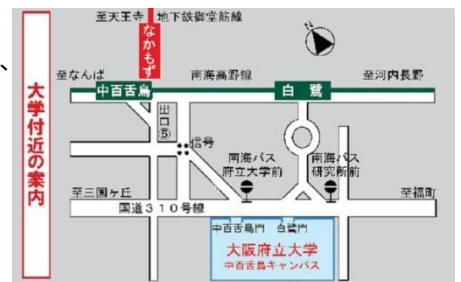 、
大学付近の案内
至天王寺
地下鉄御堂筋線
なかもず
至なんば
南海高野線
至河内長野
中百舌鳥
白鷺
出口⑤
信号
南海バス
府立大学前
南海バス
研究所前
至三国ヶ丘
至福町
国道310号線
中百舌鳥門
白鷺門
大阪府立大学
中百舌鳥キャンパス